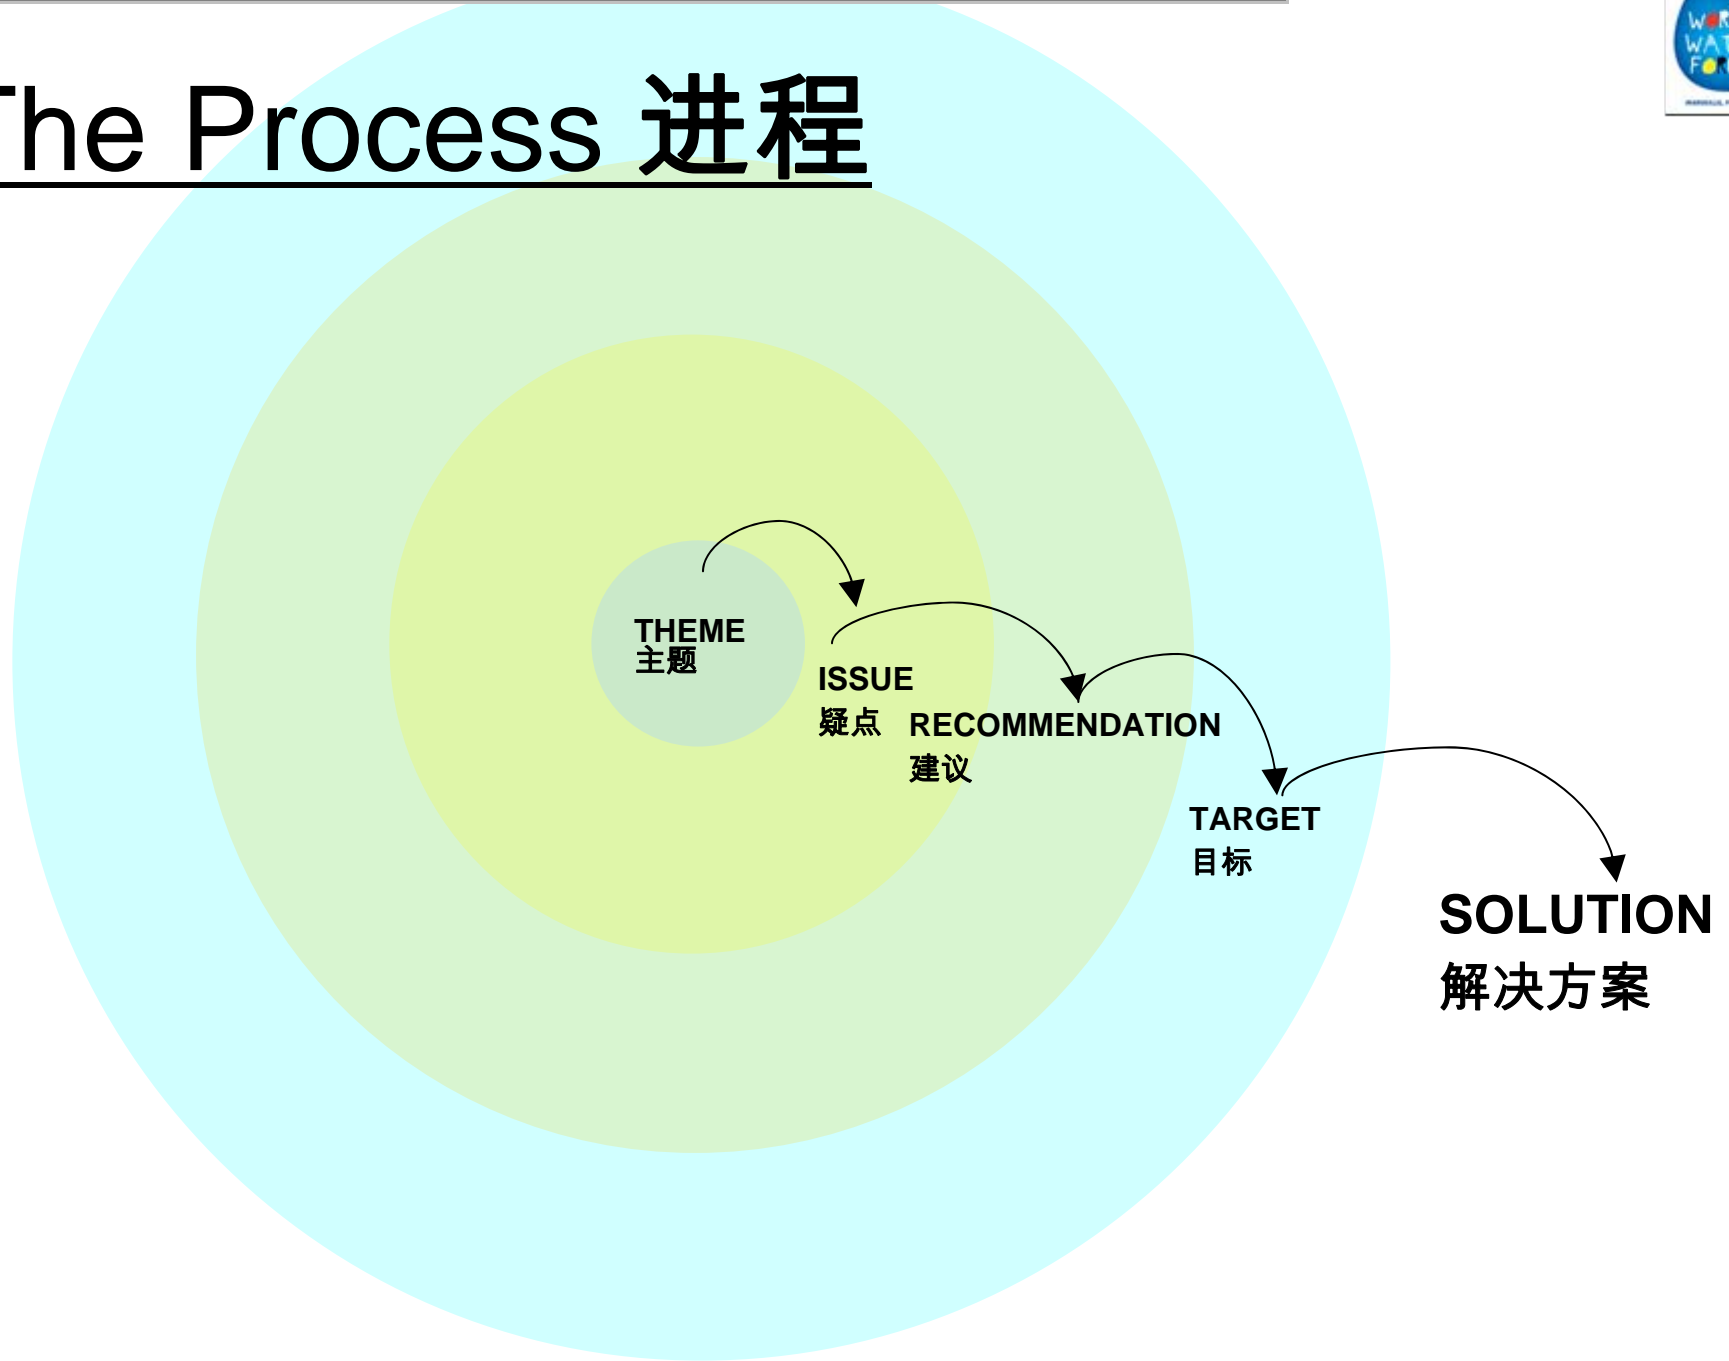 The Process 进程
THEME
主题
ISSUE
疑点
RECOMMENDATION
建议
TARGET
目标
SOLUTION
解决方案